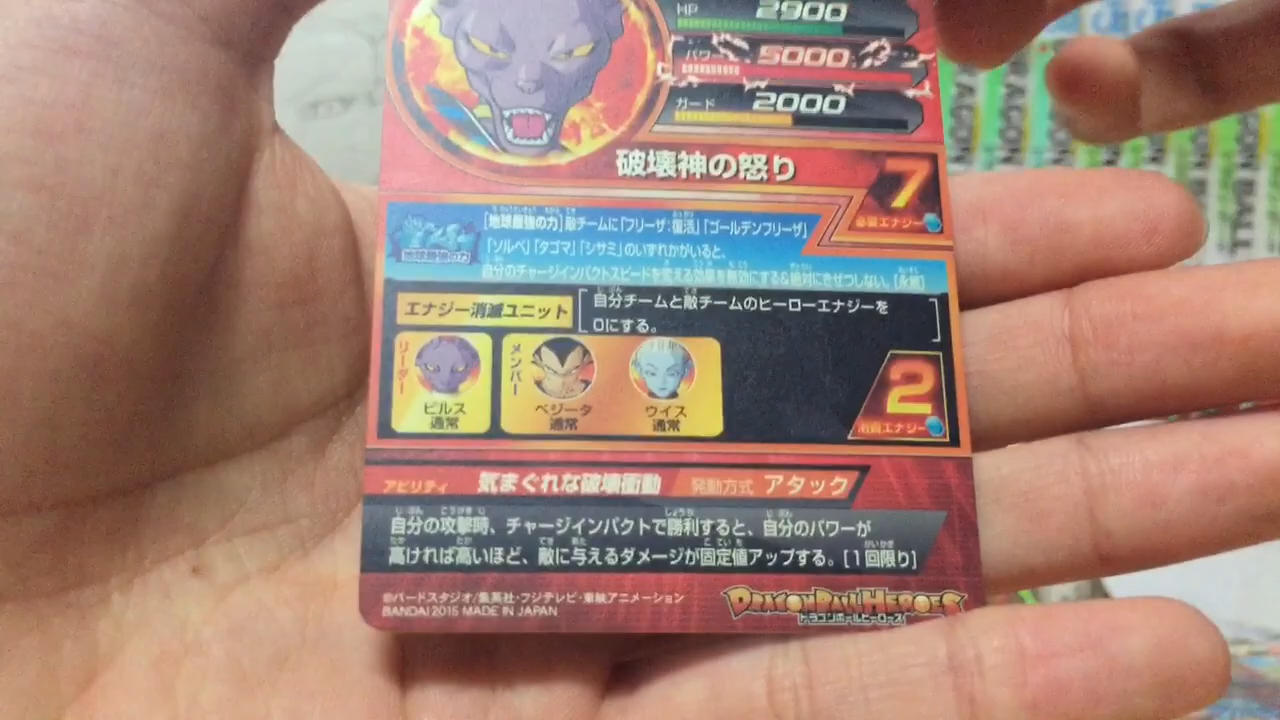 HP 2900
パワー 5000
ガード 2000
破壊神の怒り
7
必要エナジー
[地球最強の力]敵チームに「フリーザ:復活」「ゴールデンフリーザ」
「ソルベ」「タゴマ」「シサミ」のいずれかがいると、
自分のチャージインパクトスピードを変える効果を無効にする&絶対にきぜつしない。[永続]
地球最強の力
エナジー消滅ユニット
自分チームと敵チームのヒーローエナジーを
0にする。
リーダー
ビルス
通常
メンバー
ベジータ
通常
ウイス
通常
2
消費エナジー
アビリティ 気まぐれな破壊衝動 発動方式 アタック
自分の攻撃時、チャージインパクトで勝利すると、自分のパワーが
高ければ高いほど、敵に与えるダメージが固定値アップする。[1回限り]
©バードスタジオ/集英社・フジテレビ・東映アニメーション
BANDAI 2015 MADE IN JAPAN
DRAGONBALL HEROES
ドラゴンボールヒーローズ